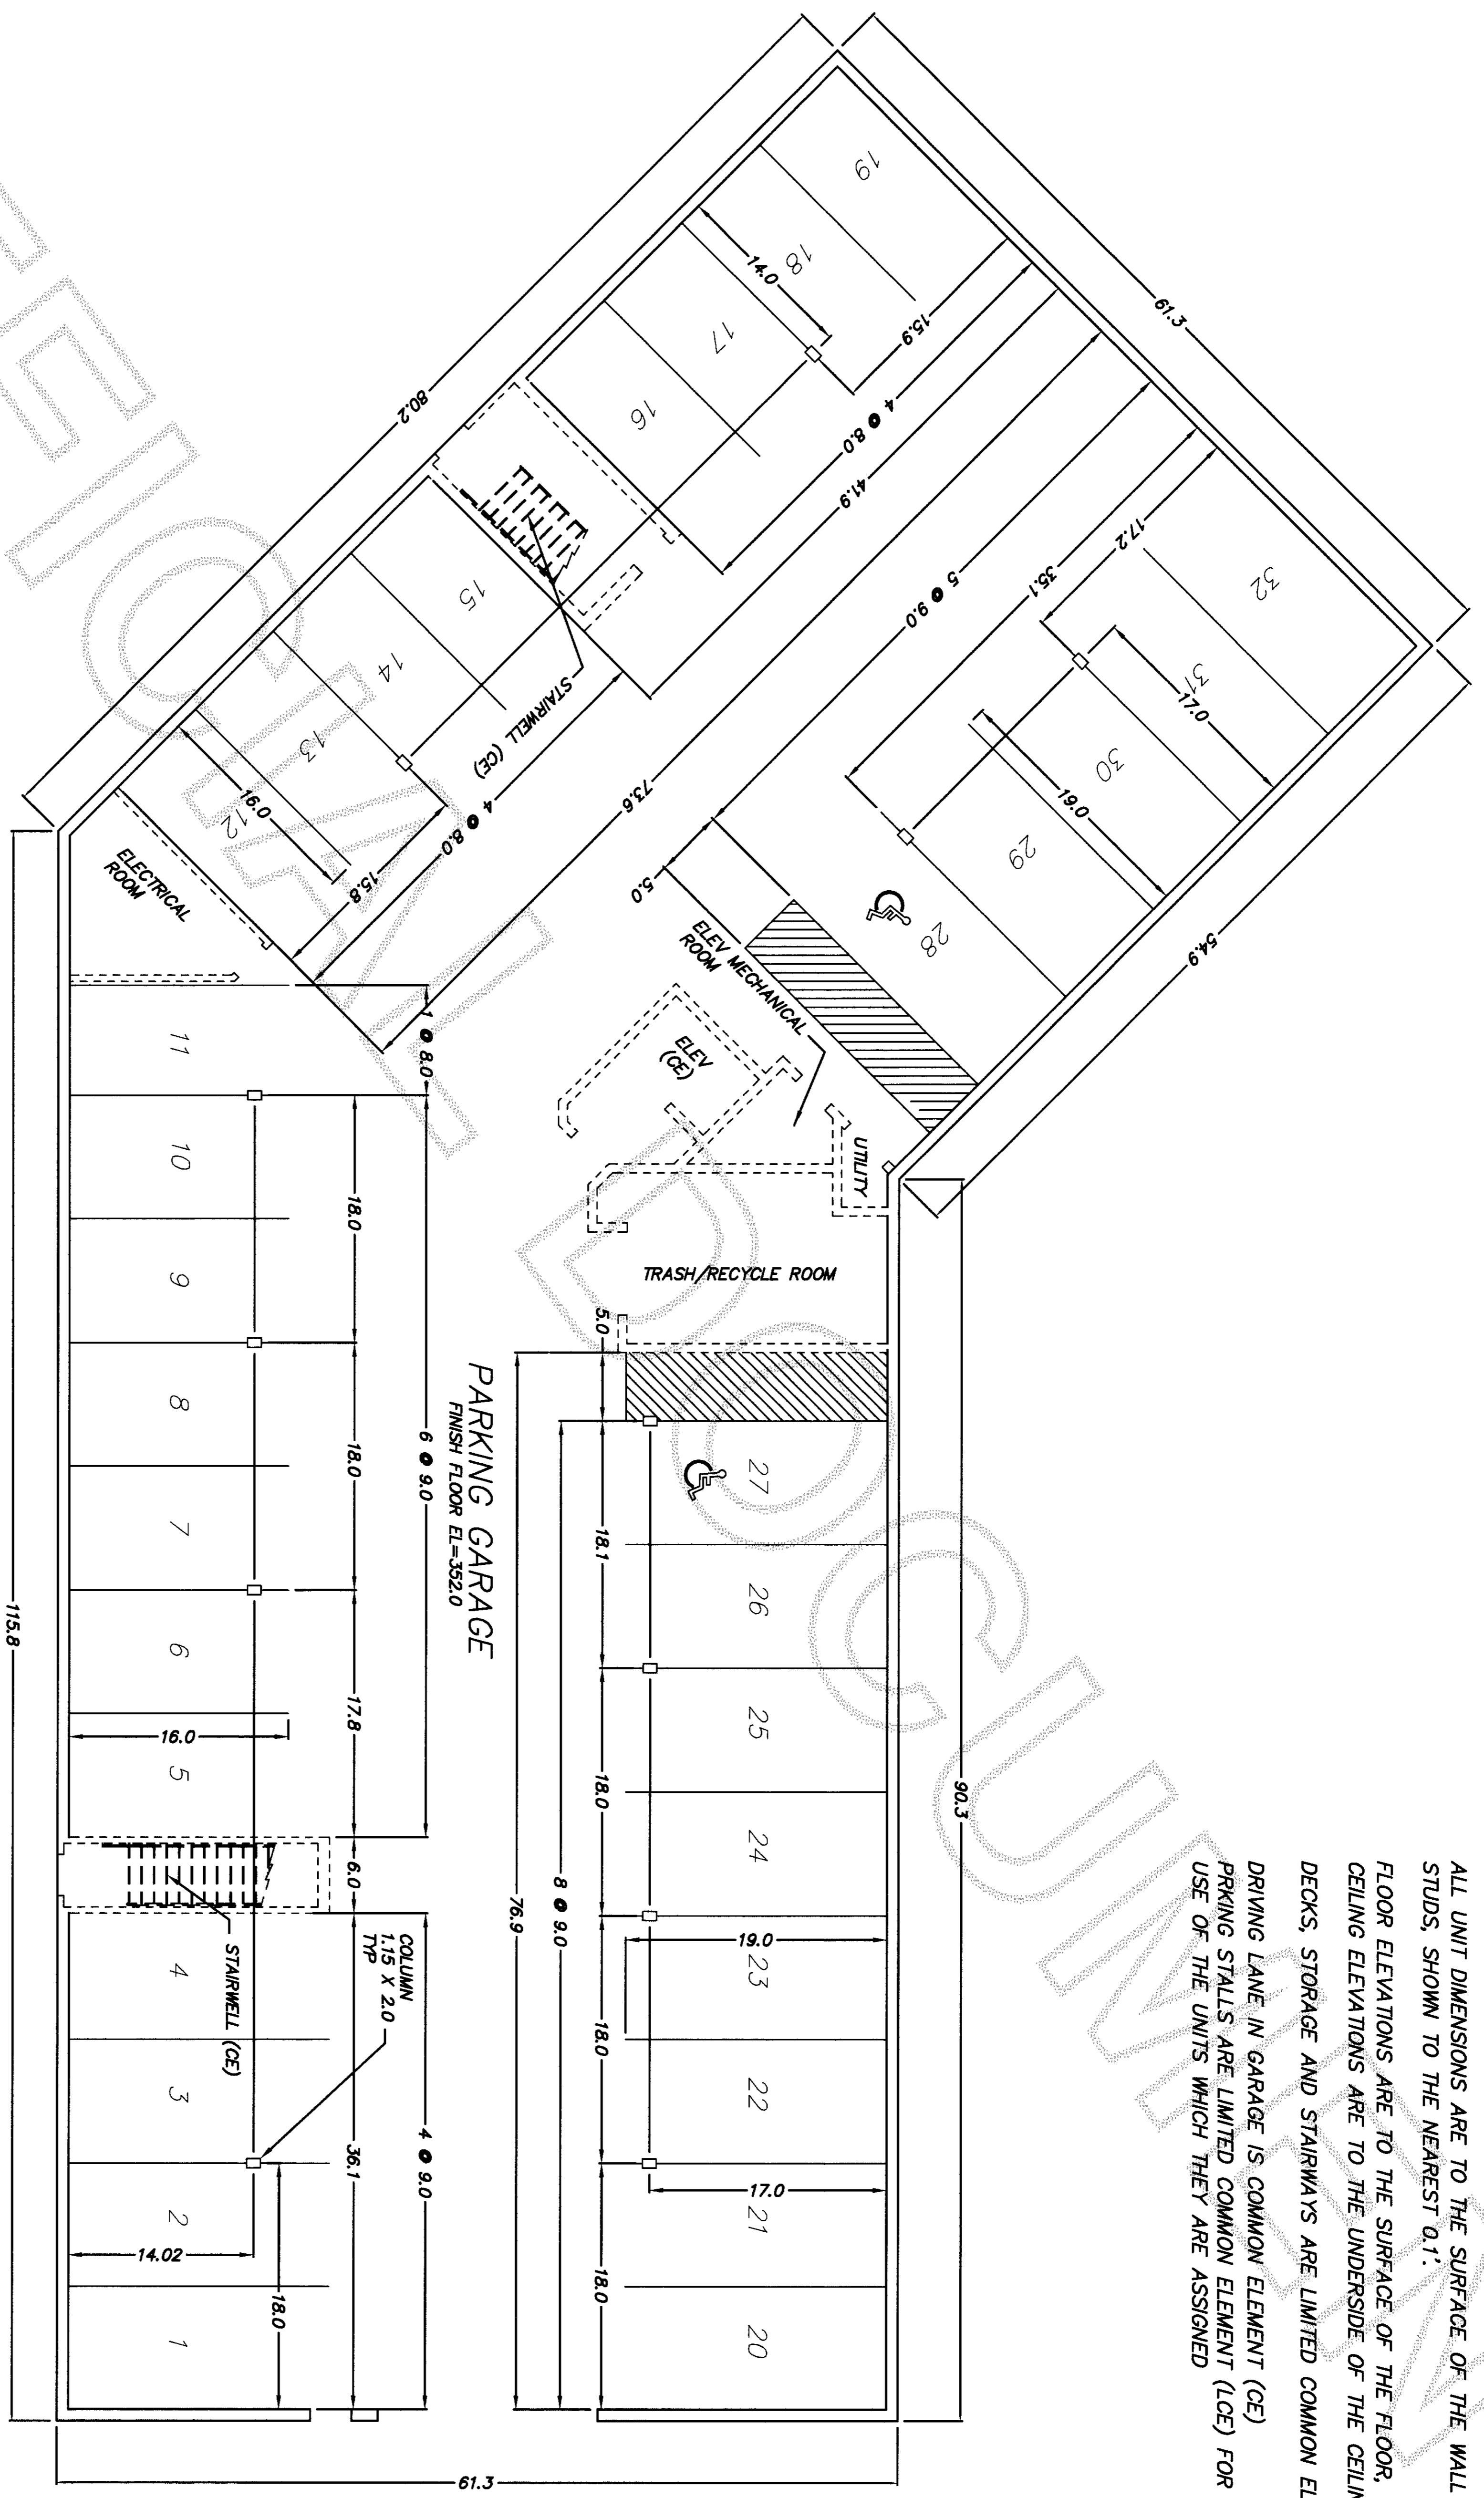 ALL UNIT DIMENSIONS ARE TO THE SURFACE OF THE WALL
STUDS, SHOWN TO THE NEAREST 0.1'.
FLOOR ELEVATIONS ARE TO THE SURFACE OF THE FLOOR,
CEILING ELEVATIONS ARE TO THE UNDERSIDE OF THE
DECKS, STORAGE AND STAIRWAYS ARE LIMITED COMMON
DRIVING LANE IN GARAGE IS COMMON ELEMENT (CE)
PRKING STALLS ARE LIMITED COMMON ELEMENT (LCE) FOR
USE OF THE UNITS WHICH THEY ARE ASSIGNED
61.3
80.2
54.9
90.3
115.8
61.3
19
18
17
16
15
14
13
12
14.0
15.9
4 @ 8.0
41.9
5 @ 9.0
73.6
35.1
17.2
17.0
19.0
32
31
30
29
28
5.0
STAIRWELL (CE)
4 @ 8.0
15.8
16.0
ELECTRICAL
ROOM
ELEV MECHANICAL
ROOM
ELEV
(CE)
UTILITY
TRASH/RECYCLE ROOM
5.0
18.1
18.0
18.0
18.0
8 @ 9.0
76.9
27
26
25
24
23
22
21
20
19.0
17.0
PARKING GARAGE
FINISH FLOOR EL=352.0
1 @ 8.0
6 @ 9.0
4 @ 9.0
18.0
18.0
17.8
6.0
36.1
18.0
COLUMN
1.15 X 2.0
TYP
STAIRWELL (CE)
11
10
9
8
7
6
5
4
3
2
1
16.0
14.02
DOCUMEN